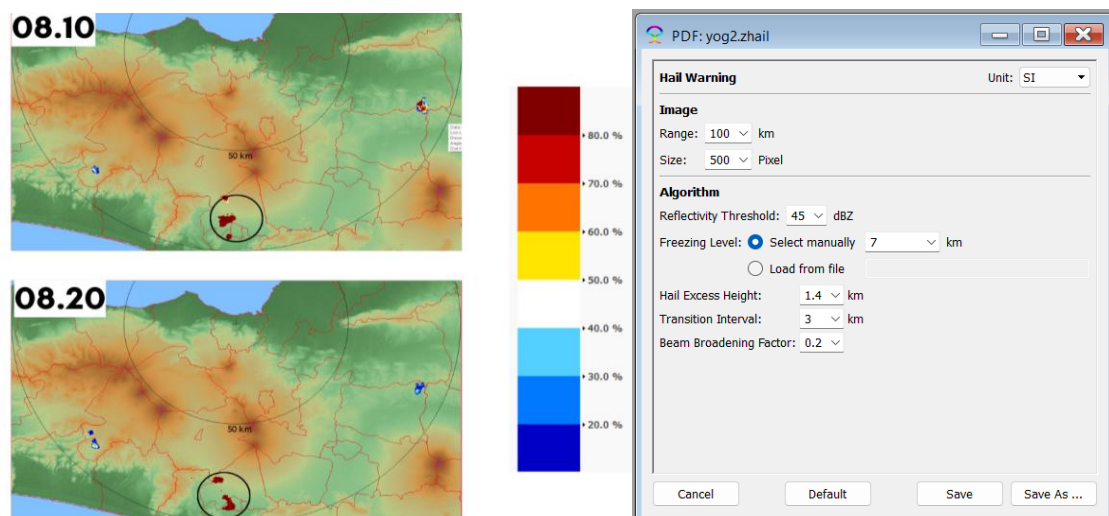 08.10
50 km
08.20
50 km
80.0 %
70.0 %
60.0 %
50.0 %
40.0 %
30.0 %
20.0 %
PDF: yog2.zhail
Hail Warning Unit: SI
Image
Range: 100 km
Size: 500 Pixel
Algorithm
Reflectivity Threshold: 45 dBZ
Freezing Level: Select manually 7 km
Load from file
Hail Excess Height: 1.4 km
Transition Interval: 3 km
Beam Broadening Factor: 0.2
Cancel Default Save Save As ...